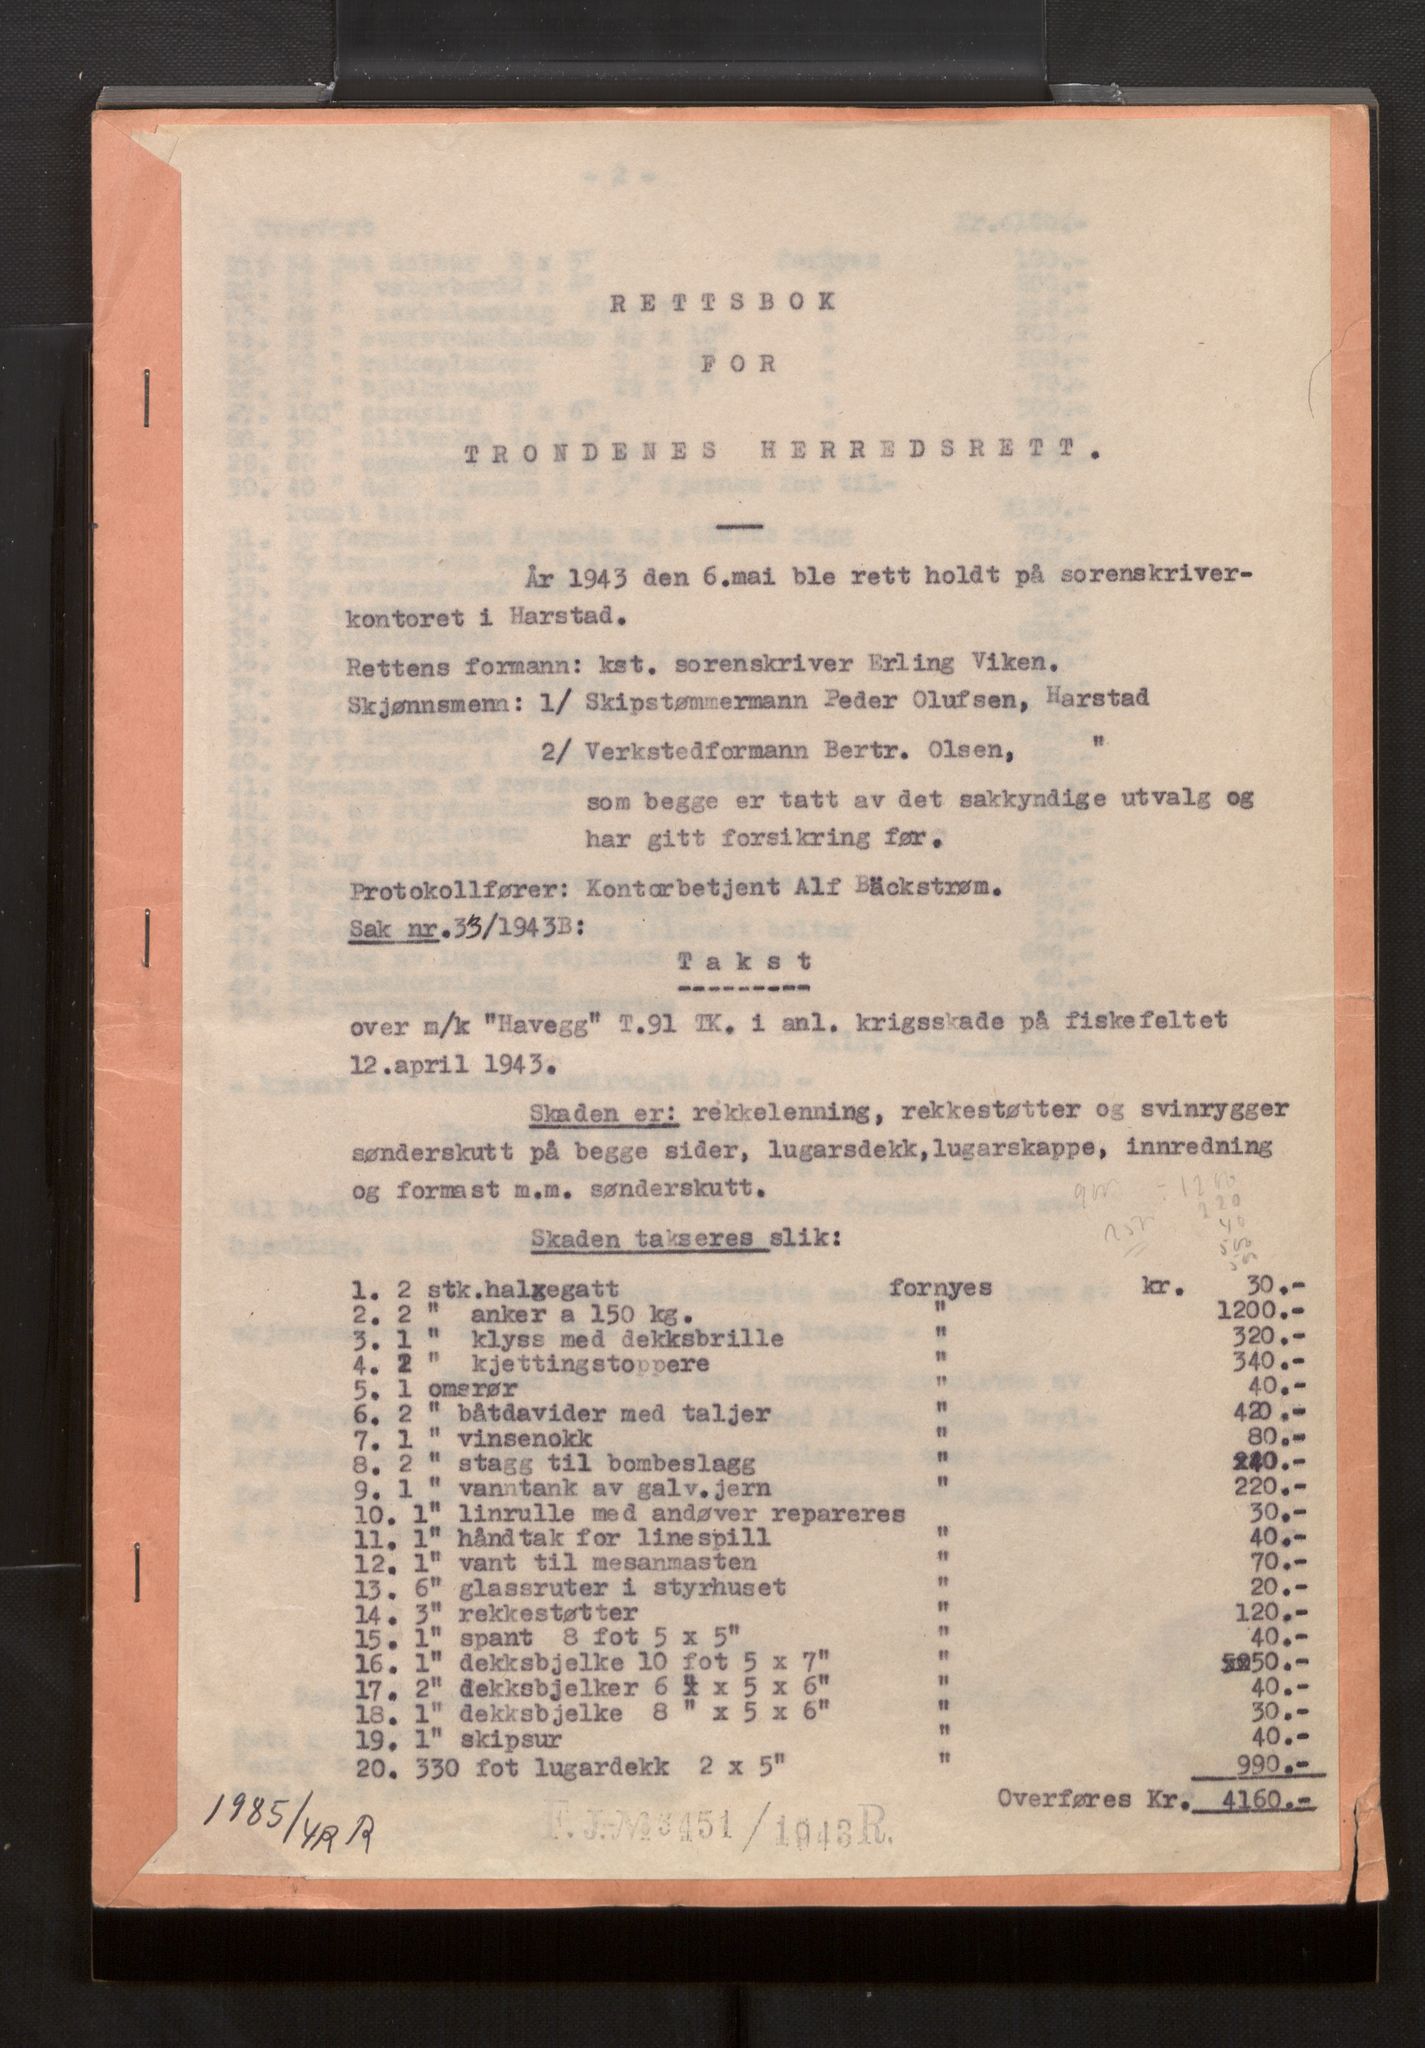 RETTSBOK
FOR
TRONDENES HERREDSRETT.
År 1943 den 6.mai ble rett holdt på sorenskriver-
kontoret i Harstad.
Rettens formann: kst. sorenskriver Erling Viken.
Skjønnsmenn: 1/ Skipstømmermann Peder Olufsen, Harstad
2/ Verkstedformann Bertr. Olsen, "
som begge er tatt av det sakkyndige utvalg og
har gitt forsikring før.
Protokollfører: Kontorbetjent Alf Bäckstrøm.
Sak nr.33/1943B:
Takst
over m/k "Havegg" T.91 TK. i anl. krigsskade på fiskefeltet
12.april 1943.
Skaden er: rekkelenning, rekkestøtter og svinrygger
sønderskutt på begge sider, lugarsdekk,lugarskappe, innredning
og formast m.m. sønderskutt.
1200
220
40
Skaden takseres slik:
1. 2 stk.halegatt fornyes kr. 30.-
2. 2 " anker a 150 kg. " 1200.-
3. 1 " klyss med dekksbrille " 320.-
4. 2 " kjettingstoppere " 340.-
5. 1 omsrør " 40.-
6. 2 " båtdavider med taljer " 420.-
7. 1 " vinsenokk " 80.-
8. 2 " stagg til bombeslagg " 240.-
9. 1 " vanntank av galv.jern " 220.-
10. 1" linrulle med andøver repareres 30.-
11. 1" håndtak for linespill " 40.-
12. 1" vant til mesanmasten " 70.-
13. 6" glassruter i styrhuset " 20.-
14. 3" rekkestøtter " 120.-
15. 1" spant 8 fot 5 x 5" " 40.-
16. 1" dekksbjelke 10 fot 5 x 7" " 50.-
17. 2" dekksbjelker 6 " x 5 x 6" " 40.-
18. 1" dekksbjelke 8 " x 5 x 6" " 30.-
19. 1" skipsur " 40.-
20. 330 fot lugardekk 2 x 5" " 990.-
Overføres Kr. 4160.-
1985/42 R
F.J.M3451/1943R.